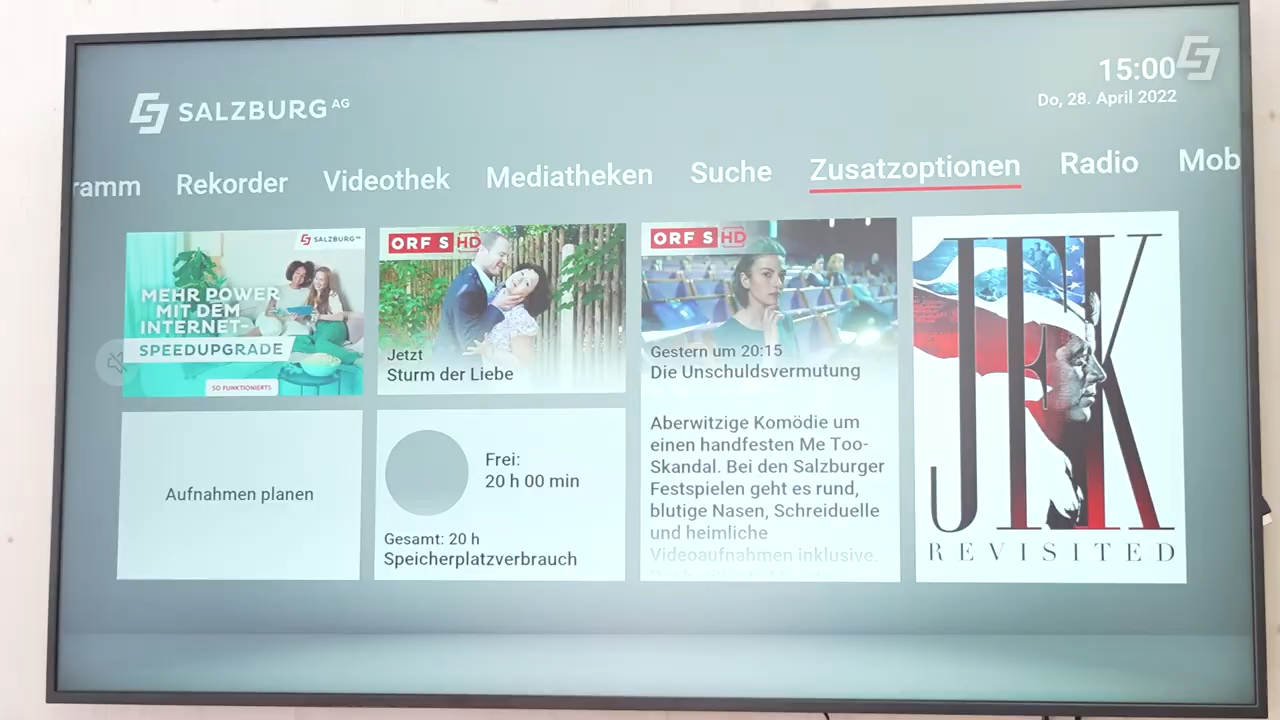 15:00
Do, 28. April 2022
SALZBURG AG
ramm Rekorder Videothek Mediatheken Suche Zusatzoptionen Radio Mob
SALZBURG AG
MEHR POWER
MIT DEM
INTERNET-
SPEEDUPGRADE
SO FUNKTIONIERTS
ORF S HD
Jetzt
Sturm der Liebe
ORF S HD
Gestern um 20:15
Die Unschuldsvermutung
Aberwitzige Komödie um
einen handfesten Me Too-
Skandal. Bei den Salzburger
Festspielen geht es rund,
blutige Nasen, Schreiduelle
und heimliche
Videoaufnahmen inklusive.
JFK
REVISITED
Aufnahmen planen
Frei:
20 h 00 min
Gesamt: 20 h
Speicherplatzverbrauch